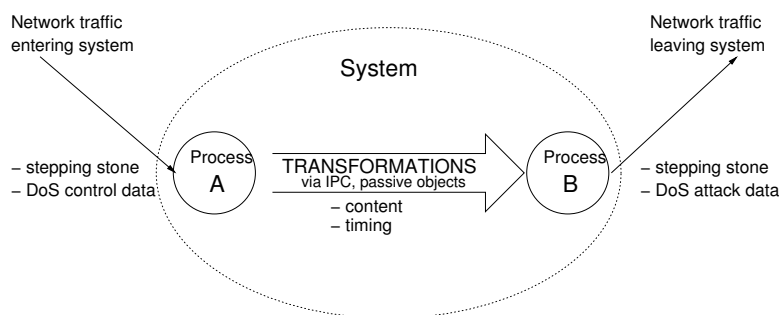 Network traffic
entering system
Network traffic
leaving system
System
– stepping stone
– DoS control data
Process
A
TRANSFORMATIONS
via IPC, passive objects
– content
– timing
Process
B
– stepping stone
– DoS attack data